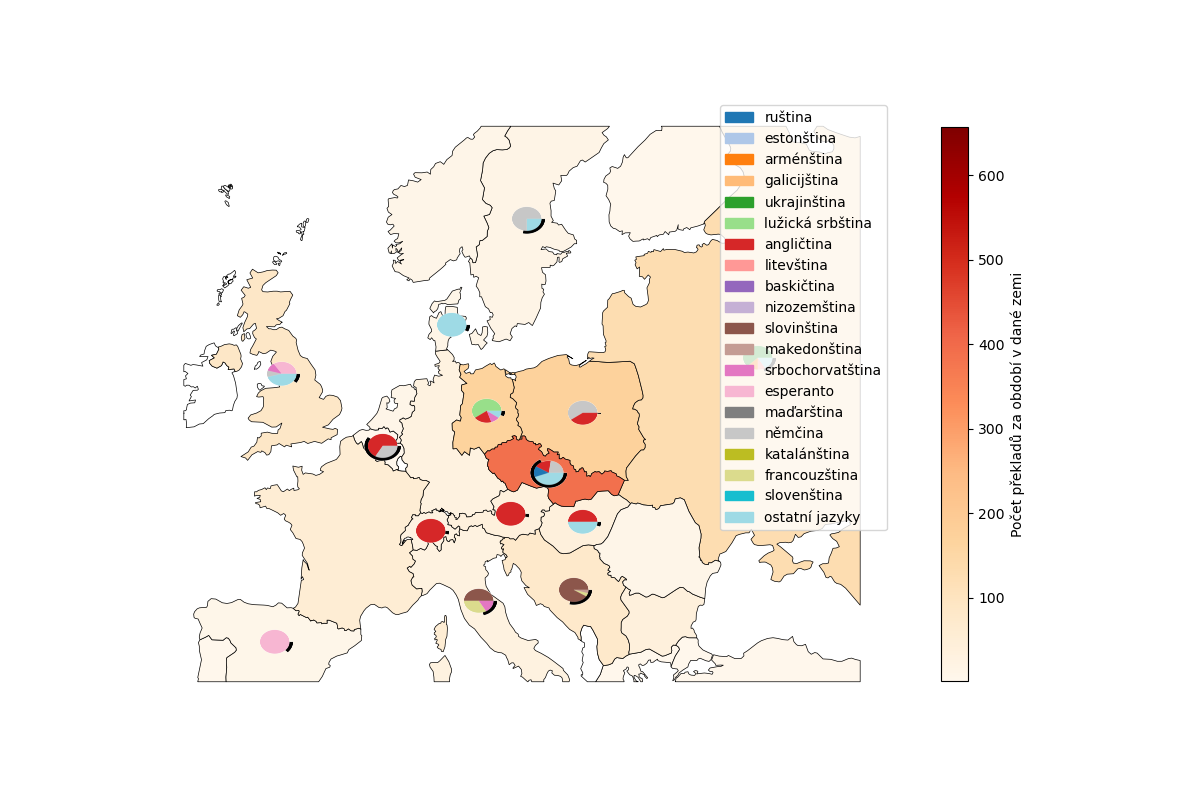 ruština
estonština
arménština
galicijština
ukrajinština
lužická srbština
angličtina
litevština
baskičtina
nizozemština
slovinština
makedonština
srbochorvatština
esperanto
maďarština
němčina
katalánština
francouzština
slovenština
ostatní jazyky
600
500
400
300
200
100
Počet překladů za období v dané zemi